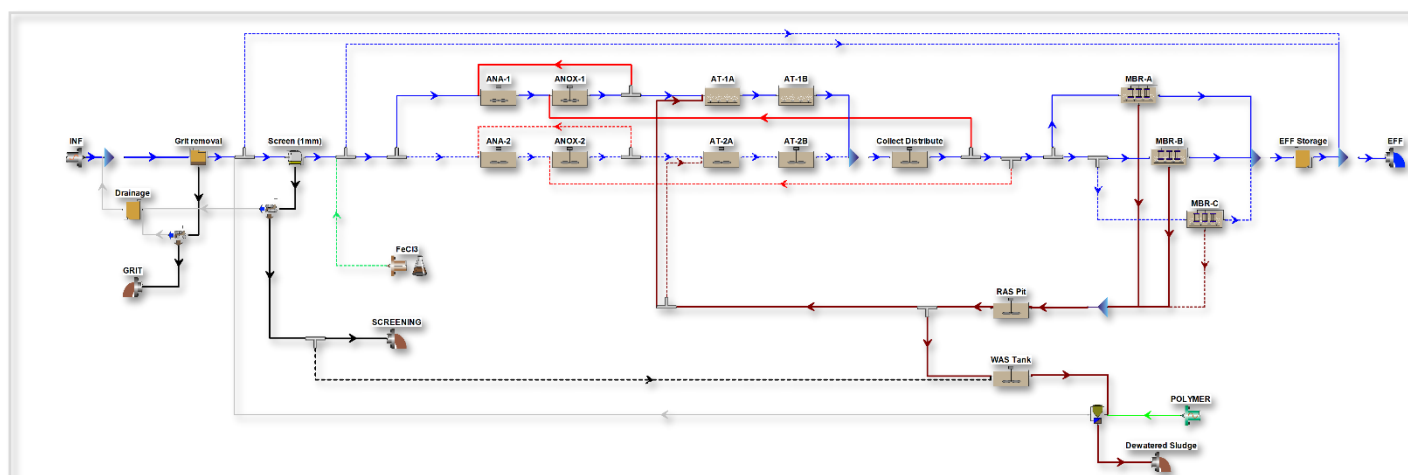 ANA-1
ANOX-1
AT-1A
AT-1B
MBR-A
INF
Grit removal
Screen (1mm)
ANA-2
ANOX-2
AT-2A
AT-2B
Collect Distribute
MBR-B
EFF Storage
EFF
Drainage
MBR-C
FeCl3
GRIT
RAS Pit
SCREENING
WAS Tank
POLYMER
Dewatered Sludge